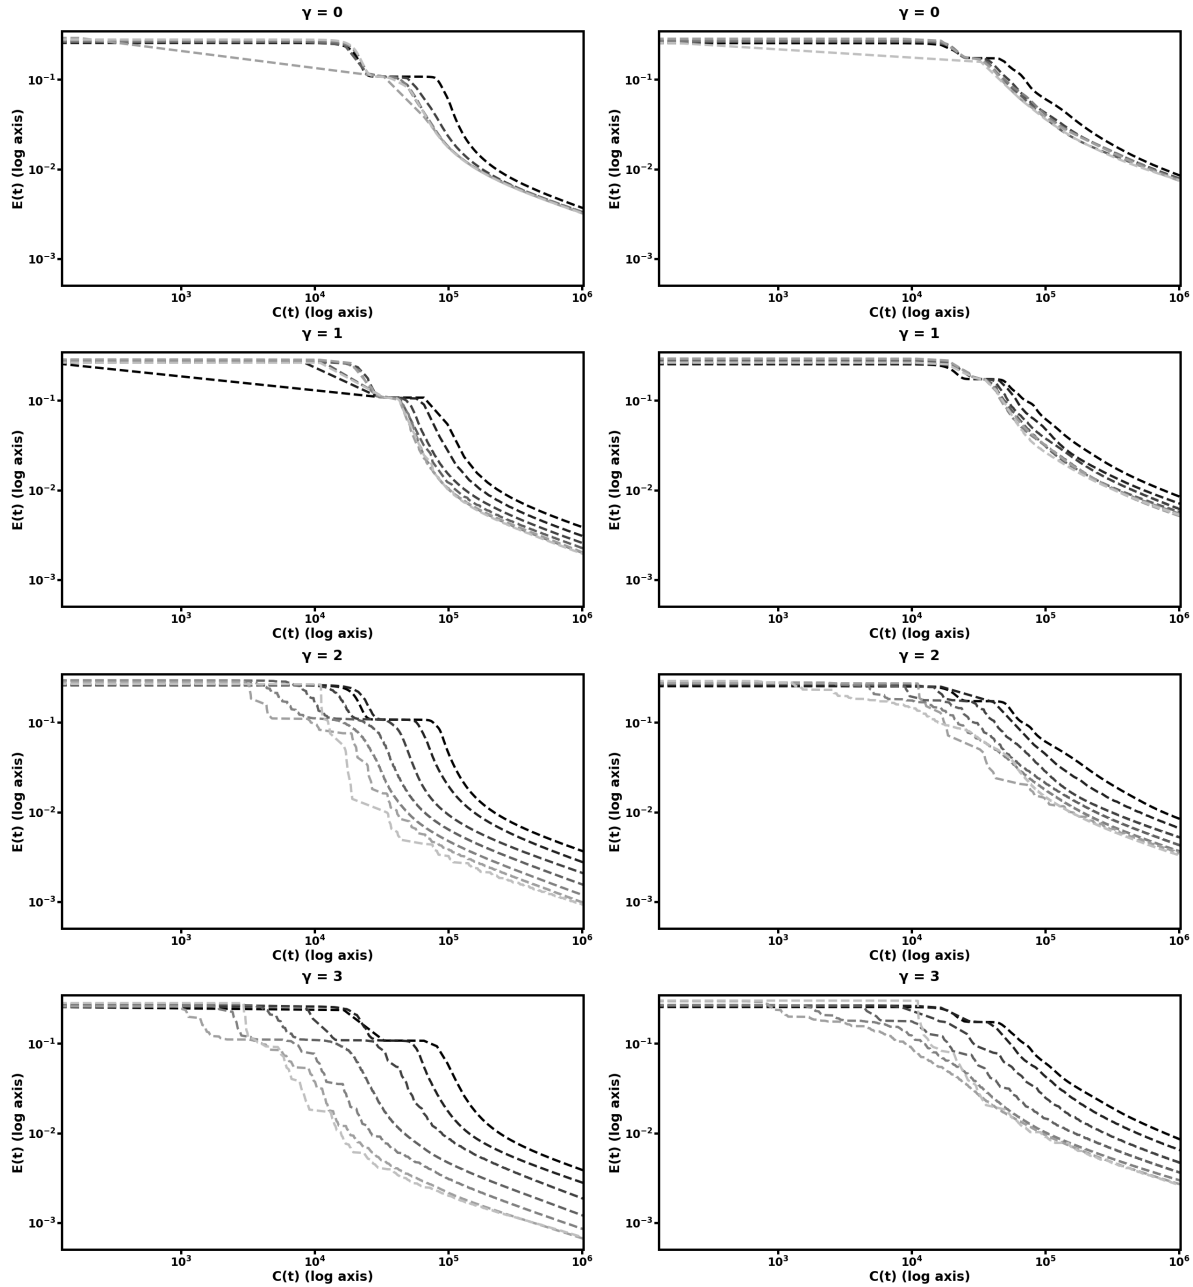 γ = 0
γ = 0
10⁻¹
10⁻²
10⁻³
E(t) (log axis)
10³ 10⁴ 10⁵ 10⁶
C(t) (log axis)
10⁻¹
10⁻²
10⁻³
E(t) (log axis)
10³ 10⁴ 10⁵ 10⁶
C(t) (log axis)
γ = 1
γ = 1
10⁻¹
10⁻²
10⁻³
E(t) (log axis)
10³ 10⁴ 10⁵ 10⁶
C(t) (log axis)
10⁻¹
10⁻²
10⁻³
E(t) (log axis)
10³ 10⁴ 10⁵ 10⁶
C(t) (log axis)
γ = 2
γ = 2
10⁻¹
10⁻²
10⁻³
E(t) (log axis)
10³ 10⁴ 10⁵ 10⁶
C(t) (log axis)
10⁻¹
10⁻²
10⁻³
E(t) (log axis)
10³ 10⁴ 10⁵ 10⁶
C(t) (log axis)
γ = 3
γ = 3
10⁻¹
10⁻²
10⁻³
E(t) (log axis)
10³ 10⁴ 10⁵ 10⁶
C(t) (log axis)
10⁻¹
10⁻²
10⁻³
E(t) (log axis)
10³ 10⁴ 10⁵ 10⁶
C(t) (log axis)